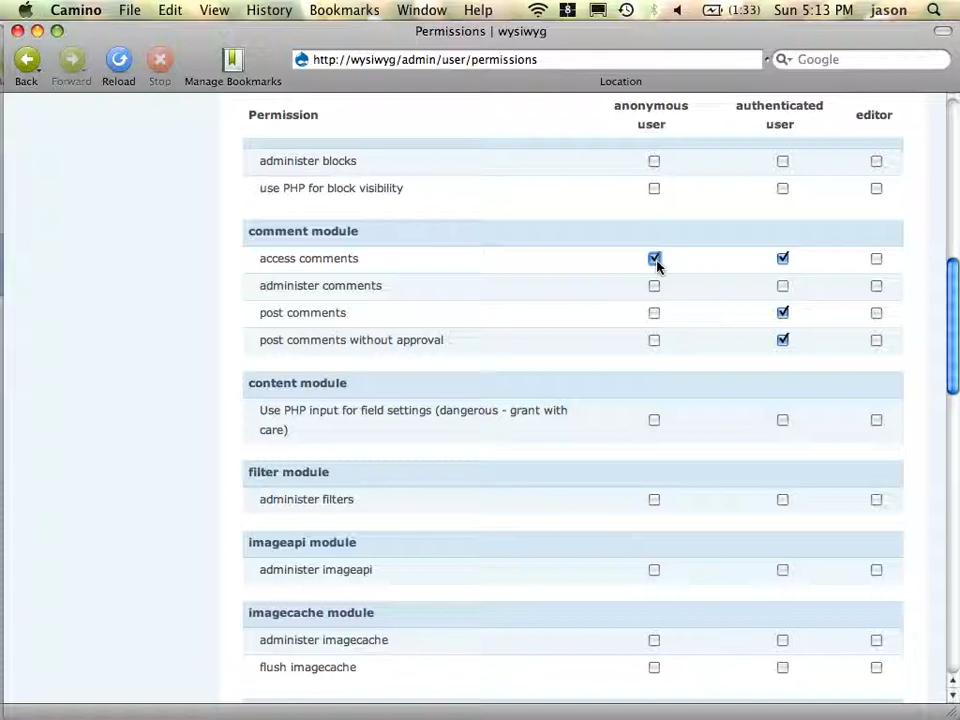 Camino File Edit View History Bookmarks Window Help 8 (1:33) Sun 5:13 PM jason
Permissions | wysiwyg
http://wysiwyg/admin/user/permissions
Google
Back Forward Reload Stop Manage Bookmarks Location
Permission
anonymous user
authenticated user
editor
administer blocks
use PHP for block visibility
comment module
access comments
administer comments
post comments
post comments without approval
content module
Use PHP input for field settings (dangerous - grant with
care)
filter module
administer filters
imageapi module
administer imageapi
imagecache module
administer imagecache
flush imagecache